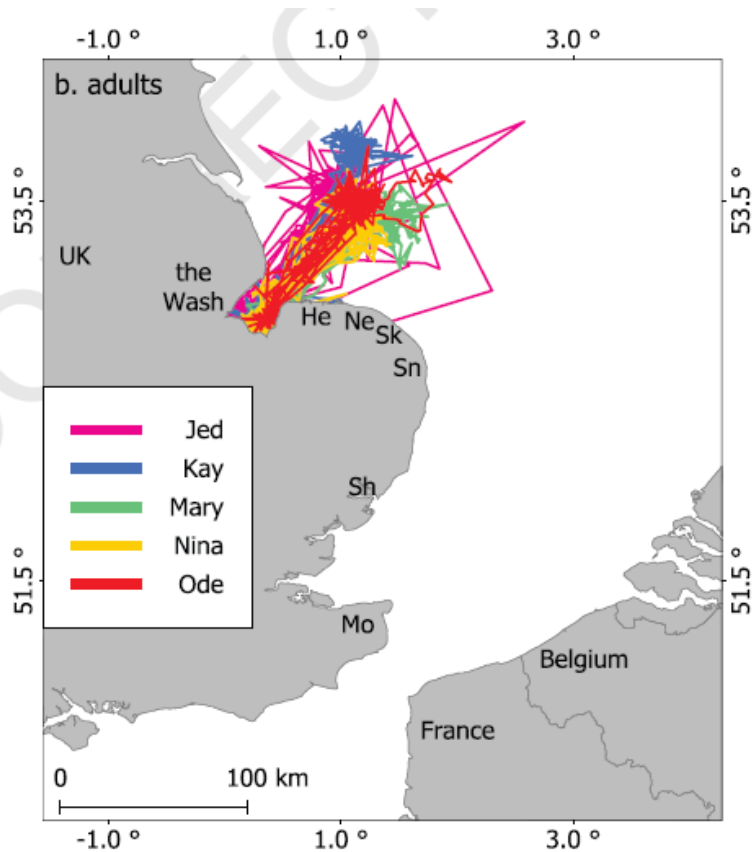 -1.0 ° 1.0 ° 3.0 °
b. adults
53.5 ° 53.5 °
UK
the
Wash
He Ne
Sk
Sn
Jed
Kay
Mary
Nina
Ode
Sh
51.5 ° 51.5 °
Mo
Belgium
France
0 100 km
-1.0 ° 1.0 ° 3.0 °